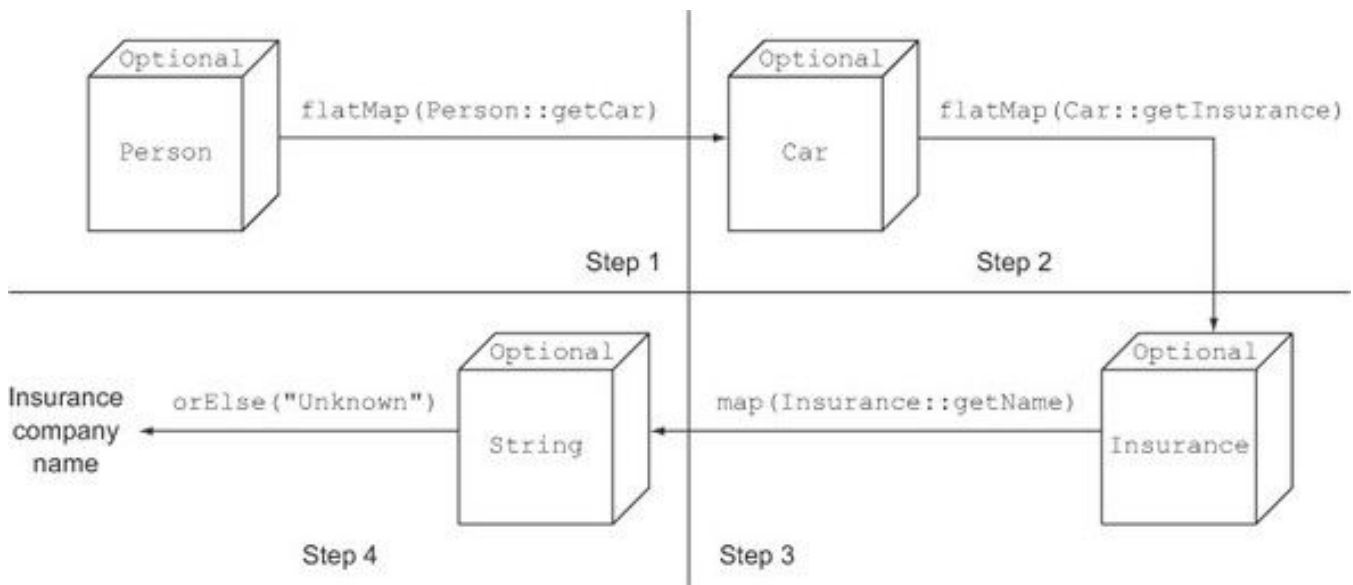 Optional
Person
flatMap(Person::getCar)
Step 1
Optional
Car
flatMap(Car::getInsurance)
Step 2
Optional
Insurance
map(Insurance::getName)
Step 3
Optional
String
orElse("Unknown")
Insurance
company
name
Step 4